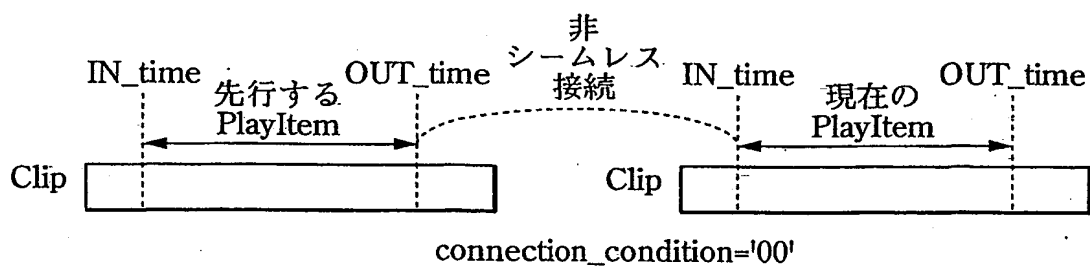 非
シームレス
接続
IN_time
OUT_time
IN_time
OUT_time
先行する
PlayItem
現在の
PlayItem
Clip
Clip
connection_condition='00'